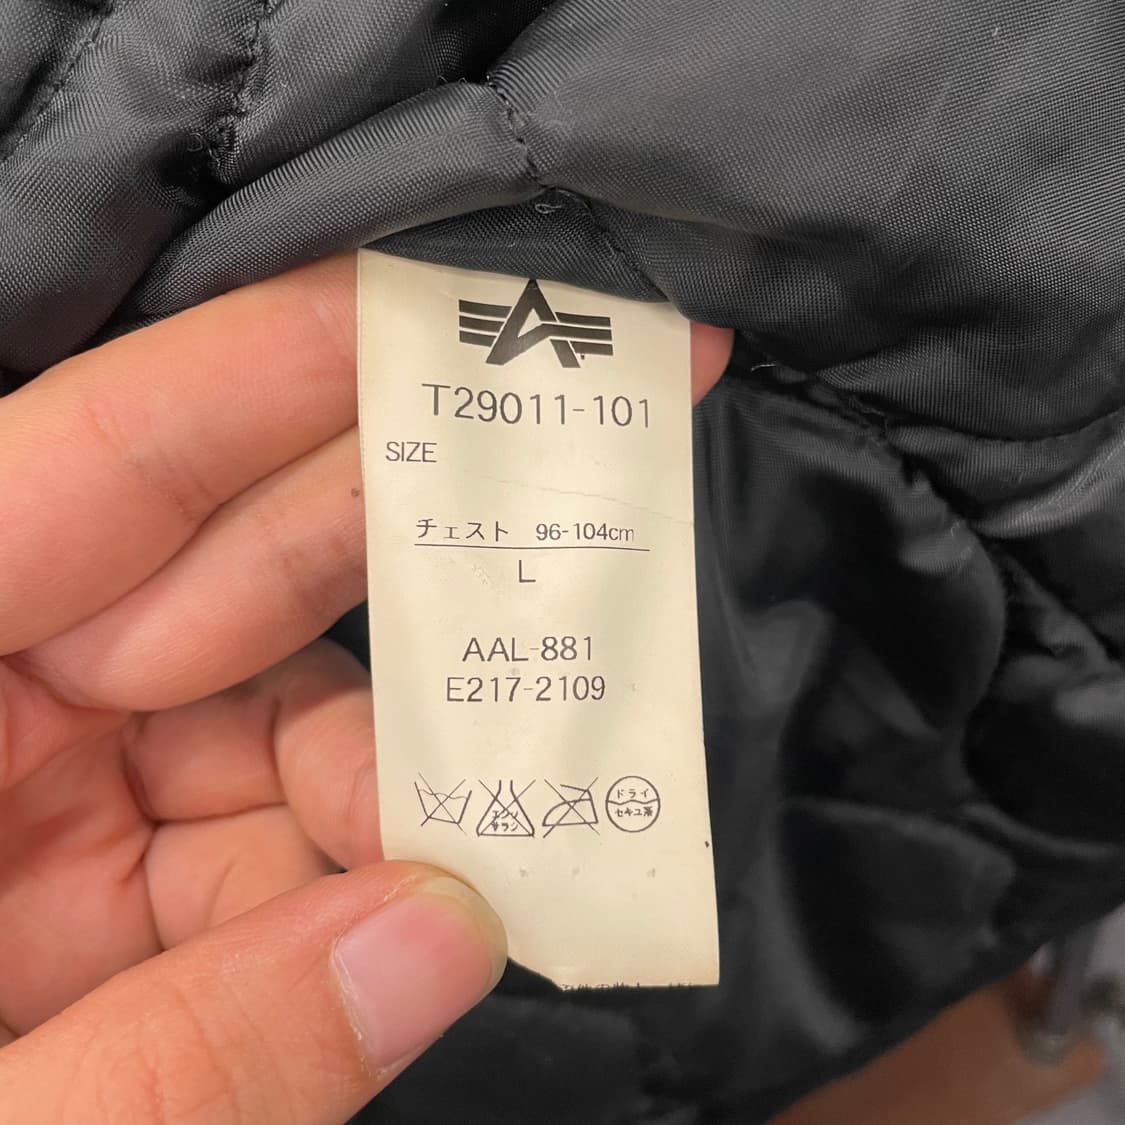 T29011-101
SIZE
チェスト 96-104cm
L
AAL-881
E217-2109
エンソ
サラシ
ドライ
セキユ系